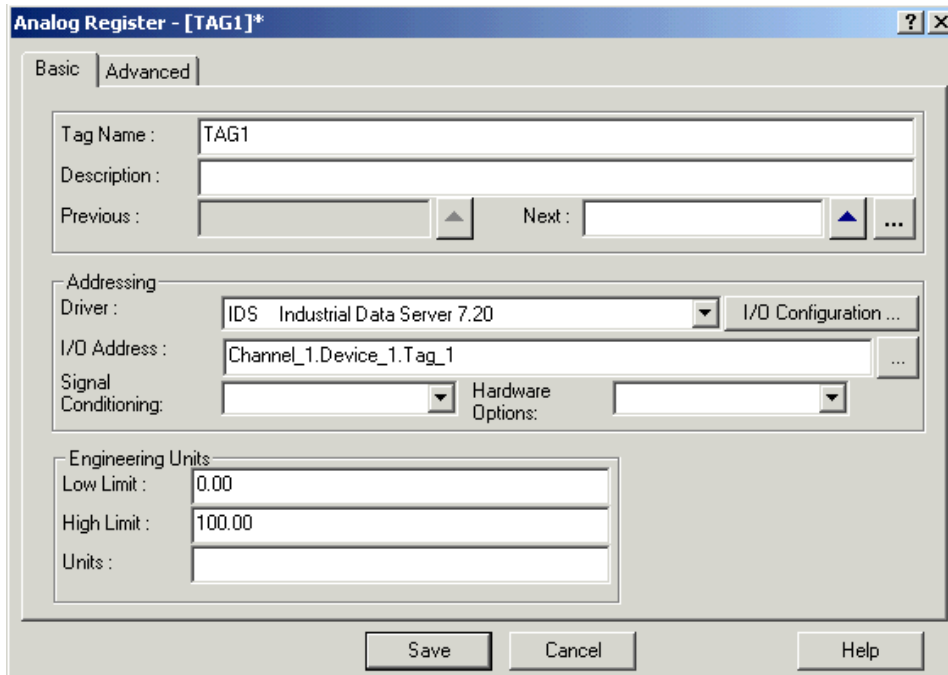 Analog Register - [TAG1]*
Basic Advanced
Tag Name : TAG1
Description :
Previous : Next : ...
Addressing
Driver : IDS Industrial Data Server 7.20 I/O Configuration ...
I/O Address : Channel_1.Device_1.Tag_1 ...
Signal Conditioning: Hardware Options:
Engineering Units
Low Limit : 0.00
High Limit : 100.00
Units :
Save Cancel Help